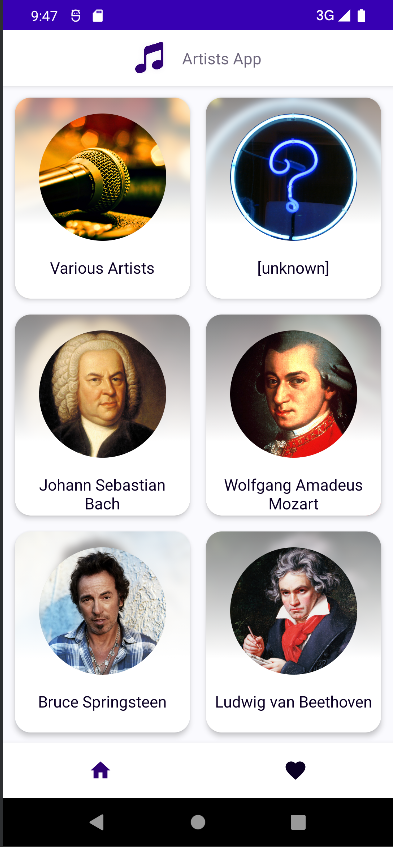 9:47
3G
Artists App
Various Artists
[unknown]
Johann Sebastian
Bach
Wolfgang Amadeus
Mozart
Bruce Springsteen
Ludwig van Beethoven